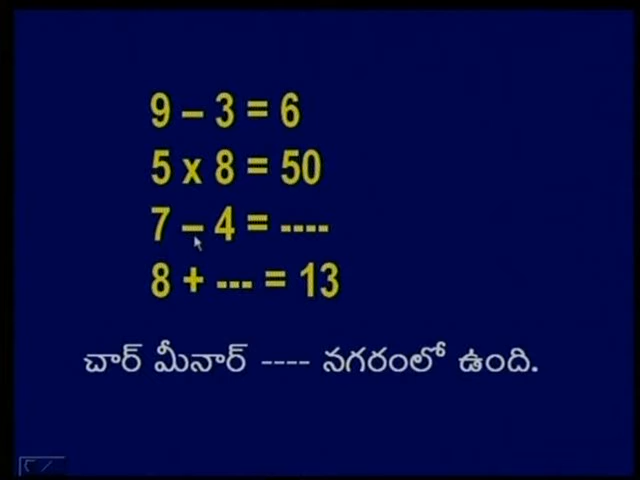 9 – 3 = 6
5 x 8 = 50
7 – 4 = ----
8 + --- = 13
చార్ మీనార్ ---- నగరంలో ఉంది.